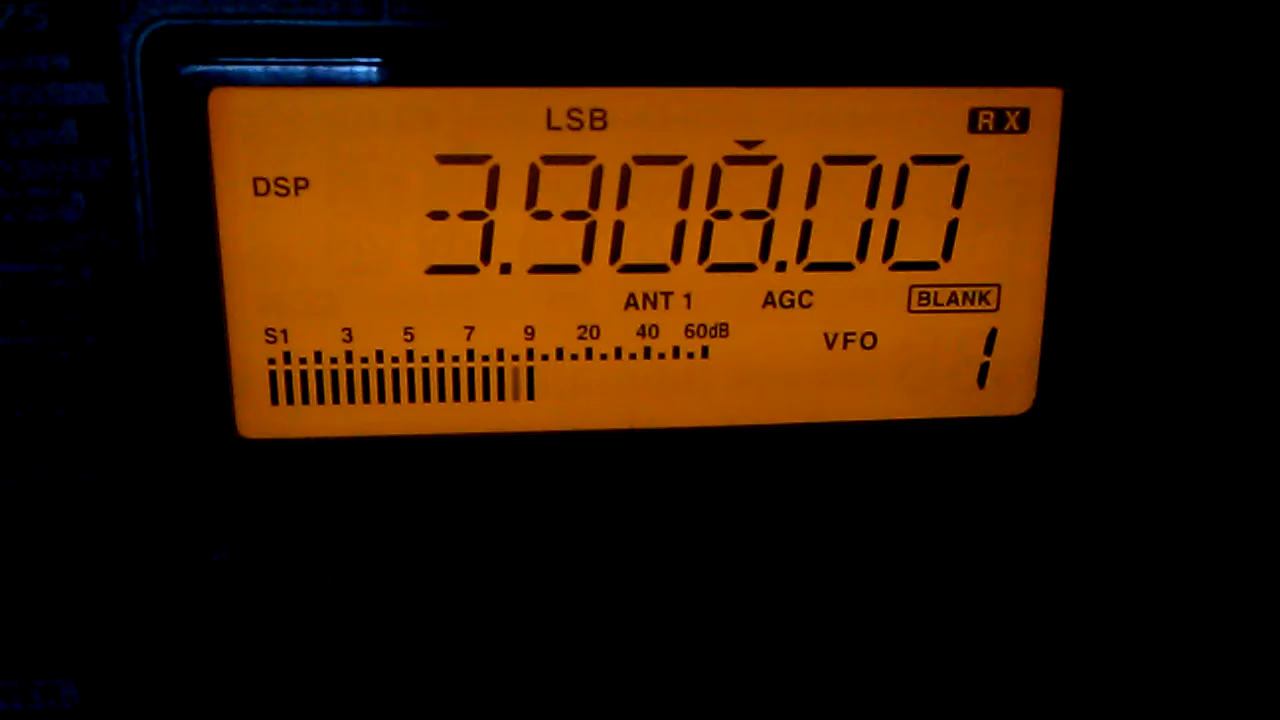 LSB RX
DSP 3.908.00
ANT 1 AGC BLANK
S1 3 5 7 9 20 40 60dB
VFO 1